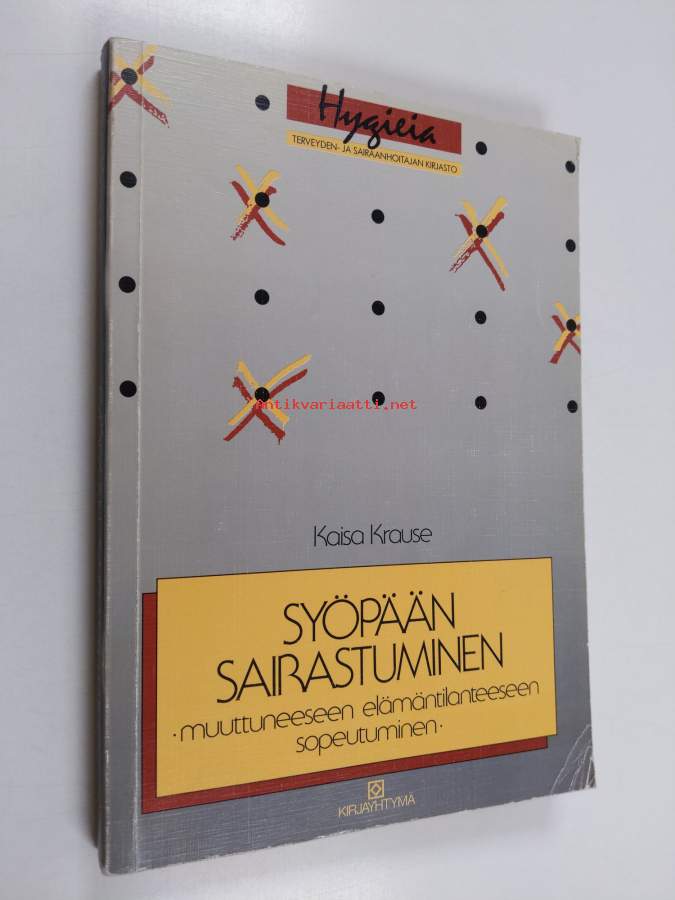 Hygieia
TERVEYDEN- JA SAIRAANHOITAJAN KIRJASTO
antikvariaatti.net
Kaisa Krause
SYÖPÄÄN
SAIRASTUMINEN
·muuttuneeseen elämäntilanteeseen
sopeutuminen·
KIRJAYHTYMÄ